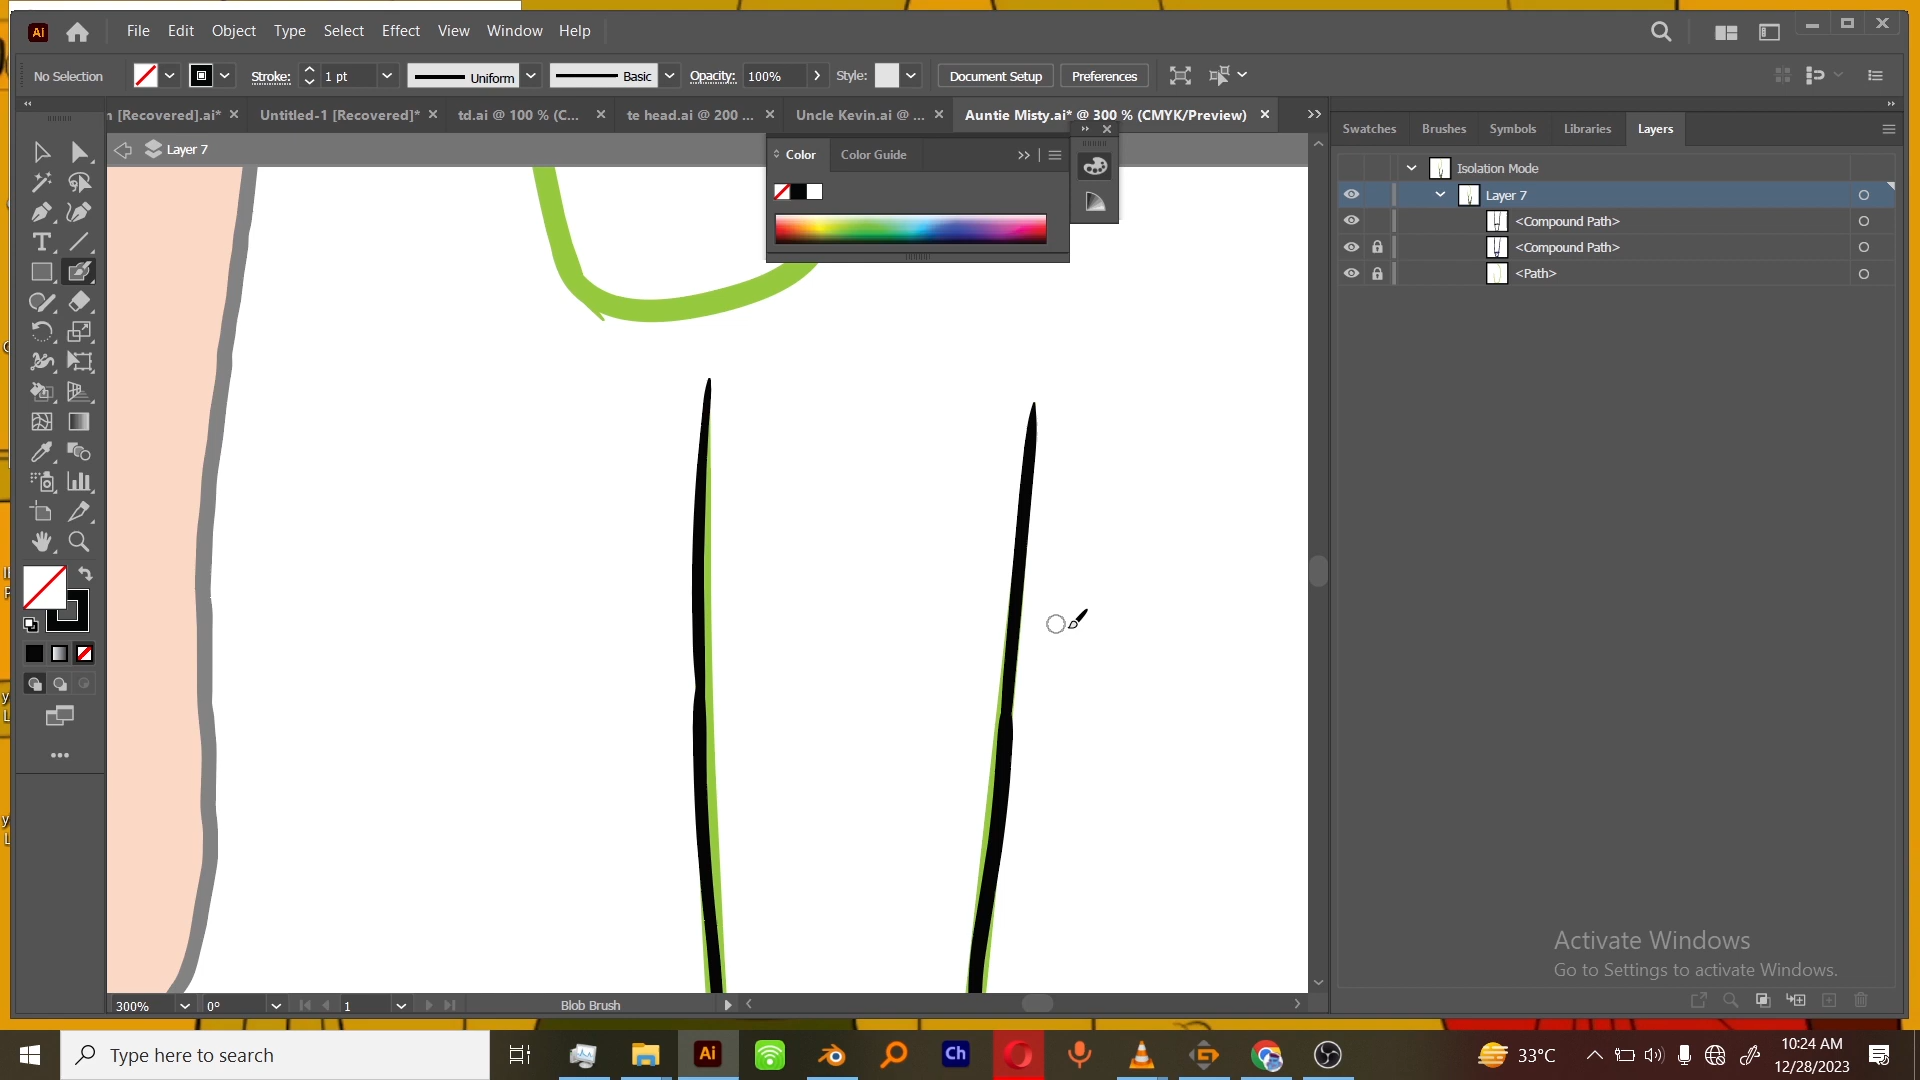 Ai File Edit Object Type Select Effect View Window Help
No Selection Stroke: 1 pt Uniform Basic Opacity: 100% Style: Document Setup Preferences
[Recovered].ai* × Untitled-1 [Recovered]* × td.ai @ 100 % (C... × te head.ai @ 200 ... × Uncle Kevin.ai @ ... × Auntie Misty.ai* @ 300 % (CMYK/Preview) ×
Layer 7
Color Color Guide
Swatches Brushes Symbols Libraries Layers
Isolation Mode
Layer 7
<Compound Path>
<Compound Path>
<Path>
Activate Windows
Go to Settings to activate Windows.
300% 0° 1 Blob Brush
Type here to search Ai Ch 33°C 10:24 AM
12/28/2023